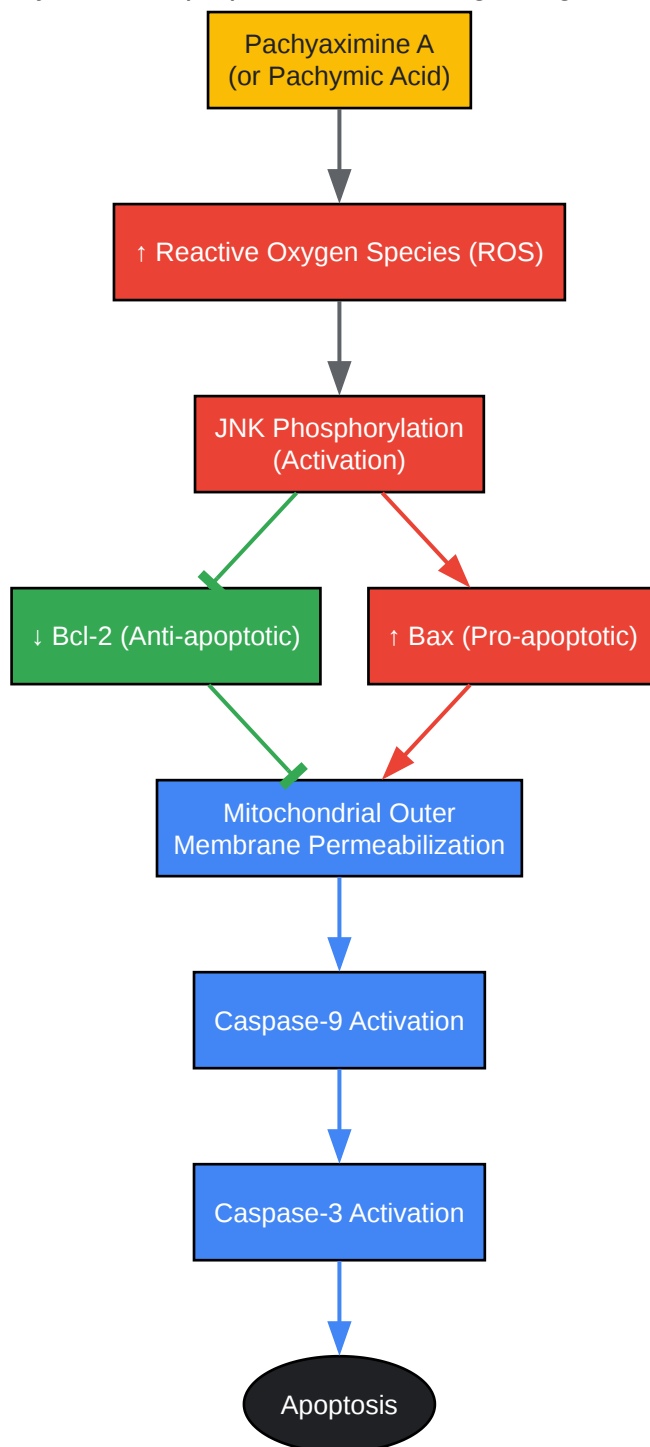 Pachyaximine A
(or Pachymic Acid)
↑ Reactive Oxygen Species (ROS)
JNK Phosphorylation
(Activation)
↓ Bcl-2 (Anti-apoptotic)
↑ Bax (Pro-apoptotic)
Mitochondrial Outer
Membrane Permeabilization
Caspase-9 Activation
Caspase-3 Activation
Apoptosis